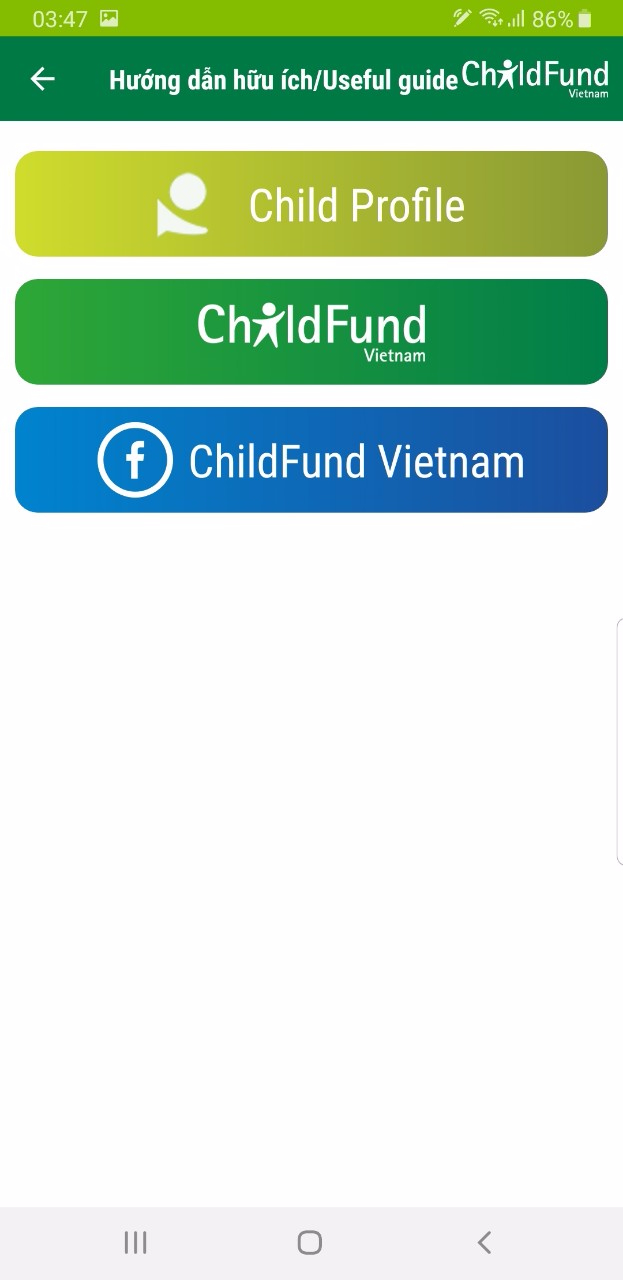 03:47 86%
Hướng dẫn hữu ích/Useful guide ChildFund
Vietnam
Child Profile
ChildFund
Vietnam
f ChildFund Vietnam